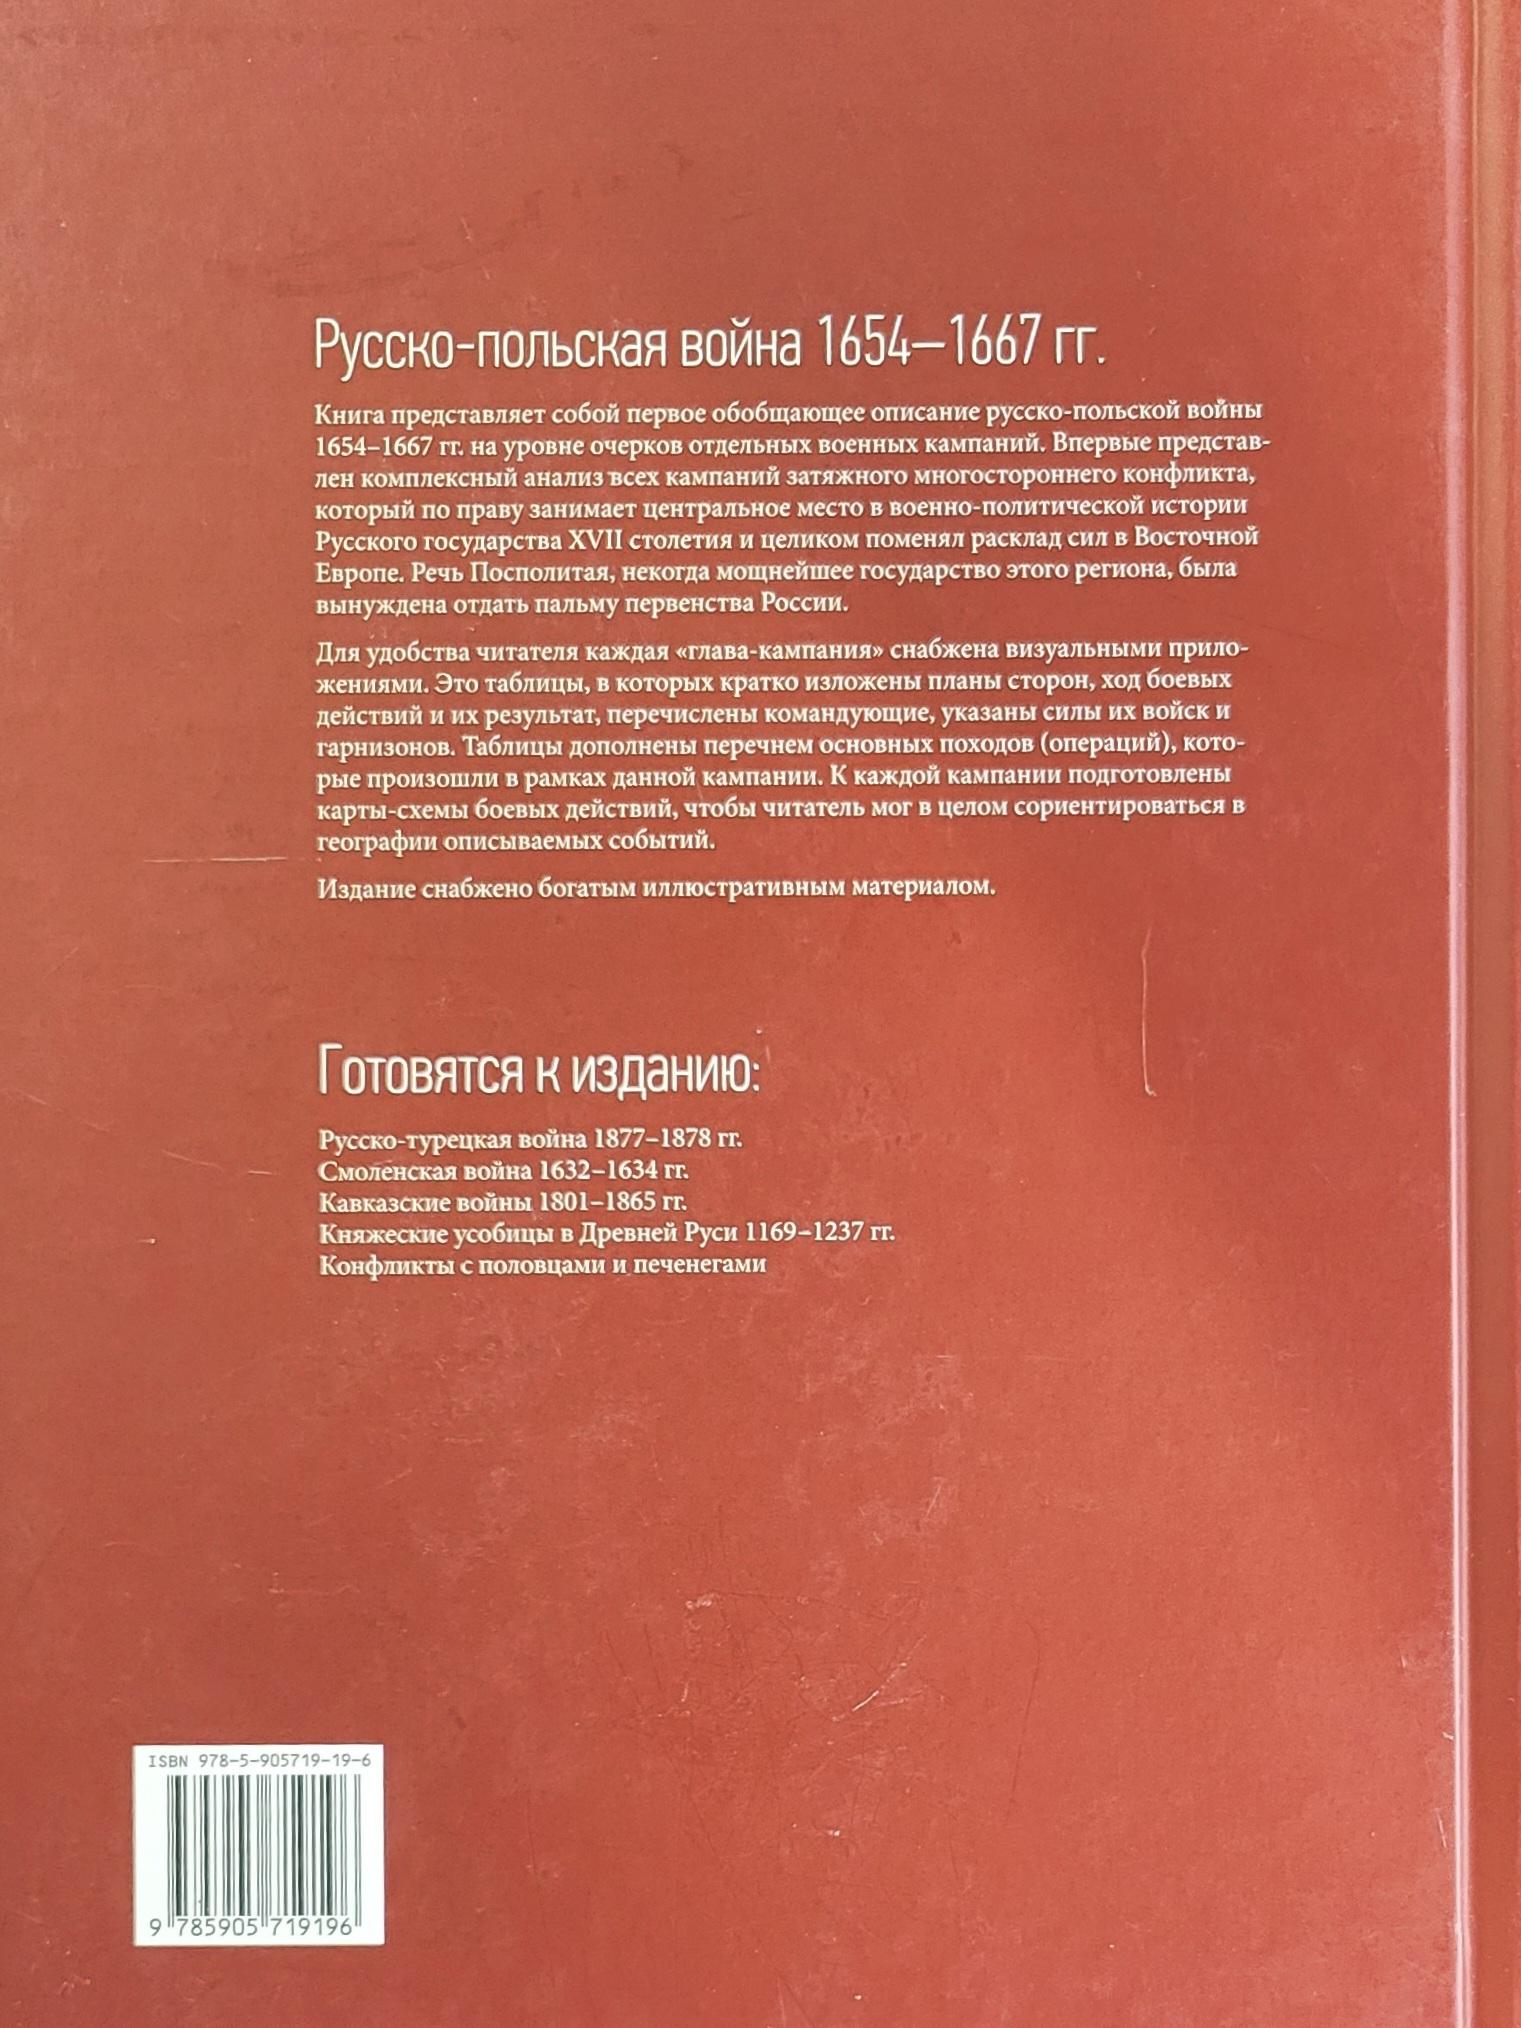 Русско-польская война 1654–1667 гг.
Книга представляет собой первое обобщающее описание русско-польской войны
1654–1667 гг. на уровне очерков отдельных военных кампаний. Впервые представ-
лен комплексный анализ всех кампаний затяжного многостороннего конфликта,
который по праву занимает центральное место в военно-политической истории
Русского государства XVII столетия и целиком поменял расклад сил в Восточной
Европе. Речь Посполитая, некогда мощнейшее государство этого региона, была
вынуждена отдать пальму первенства России.
Для удобства читателя каждая «глава-кампания» снабжена визуальными прило-
жениями. Это таблицы, в которых кратко изложены планы сторон, ход боевых
действий и их результат, перечислены командующие, указаны силы их войск и
гарнизонов. Таблицы дополнены перечнем основных походов (операций), кото-
рые произошли в рамках данной кампании. К каждой кампании подготовлены
карты-схемы боевых действий, чтобы читатель мог в целом сориентироваться в
географии описываемых событий.
Издание снабжено богатым иллюстративным материалом.
Готовятся к изданию:
Русско-турецкая война 1877–1878 гг.
Смоленская война 1632–1634 гг.
Кавказские войны 1801–1865 гг.
Княжеские усобицы в Древней Руси 1169–1237 гг.
Конфликты с половцами и печенегами
ISBN 978-5-905719-19-6
9 785905 719196